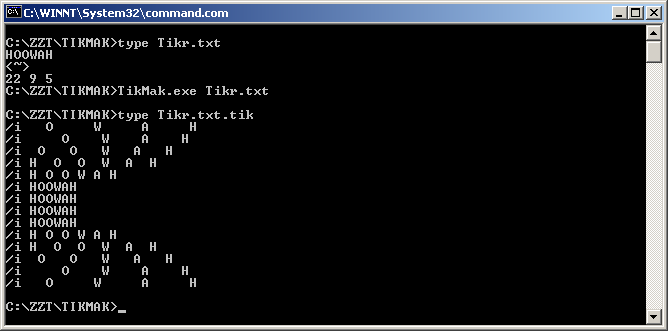 C:\WINNT\System32\command.com
C:\ZZT\TIKMAK>type Tikr.txt
HOOWAH
<~>
22 9 5
C:\ZZT\TIKMAK>TikMak.exe Tikr.txt
C:\ZZT\TIKMAK>type Tikr.txt.tik
/i   O     W     A     H
/i     O     W    A    H
/i  O   O   W   A   H
/i H  O  O  W  A  H
/i H O O W A H
/i HOOWAH
/i HOOWAH
/i HOOWAH
/i HOOWAH
/i H O O W A H
/i H  O  O  W  A  H
/i  O   O   W   A   H
/i     O    W    A    H
/i   O     W     A     H
C:\ZZT\TIKMAK>_